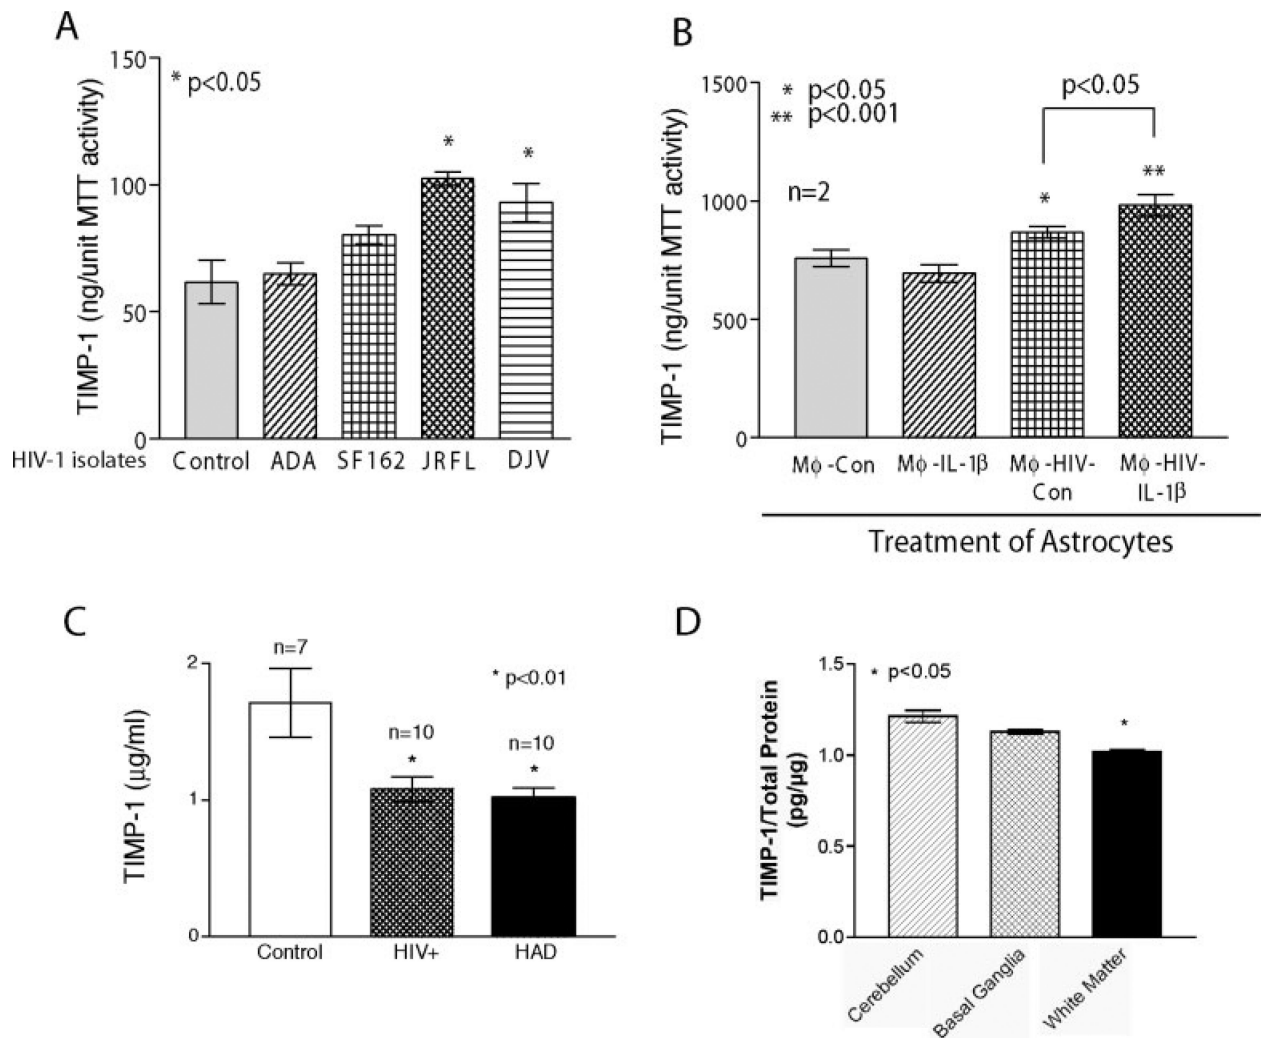 A
TIMP-1 (ng/unit MTT activity)
150
100
50
0
* p<0.05
*
*
HIV-1 isolates Control ADA SF162 JRFL DJV
B
TIMP-1 (ng/unit MTT activity)
1500
1000
500
0
* p<0.05
** p<0.001
n=2
p<0.05
*
**
Mϕ-Con Mϕ-IL-1β Mϕ-HIV- Mϕ-HIV-
Con IL-1β
Treatment of Astrocytes
C
TIMP-1 (µg/ml)
2
1
0
n=7
* p<0.01
n=10
*
n=10
*
Control HIV+ HAD
D
TIMP-1/Total Protein
(pg/µg)
1.5
1.0
0.5
0.0
* p<0.05
*
Cerebellum
Basal Ganglia
White Matter